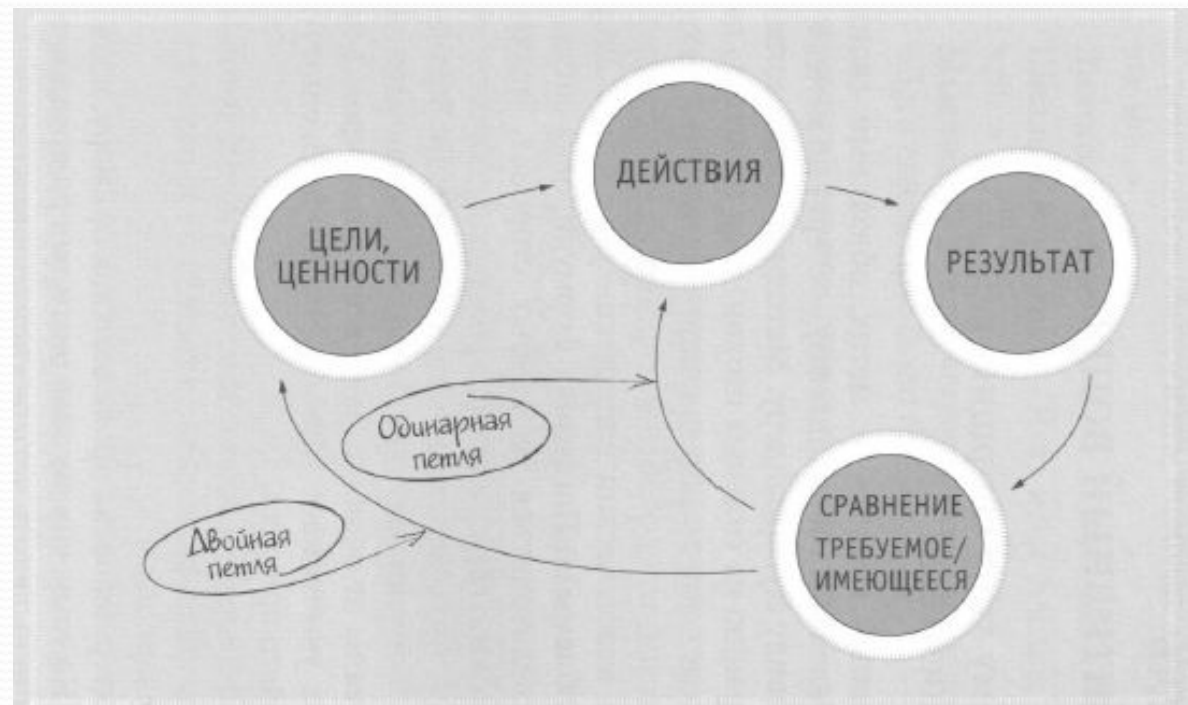 ДЕЙСТВИЯ
ЦЕЛИ,
ЦЕННОСТИ
РЕЗУЛЬТАТ
Одинарная
петля
СРАВНЕНИЕ
ТРЕБУЕМОЕ/
ИМЕЮЩЕЕСЯ
Двойная
петля